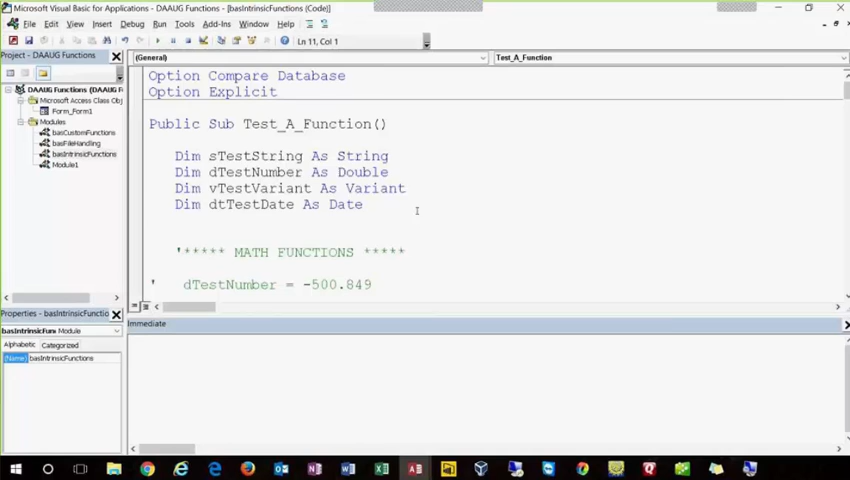 Microsoft Visual Basic for Applications - DAAUG Functions - [basIntrinsicFunctions (Code)]
File Edit View Insert Debug Run Tools Add-Ins Window Help
Ln 11, Col 1
Project - DAAUG Functions
(General)
Test_A_Function
DAAUG Functions (DAAUG F
Microsoft Access Class Obj
Form_Form1
Modules
basCustomFunctions
basFileHandling
basIntrinsicFunctions
Module1
Option Compare Database
Option Explicit
Public Sub Test_A_Function()
Dim sTestString As String
Dim dTestNumber As Double
Dim vTestVariant As Variant
Dim dtTestDate As Date
'***** MATH FUNCTIONS *****
' dTestNumber = -500.849
Properties - basIntrinsicFunctio
basIntrinsicFun Module
Alphabetic Categorized
(Name) basIntrinsicFunctions
Immediate